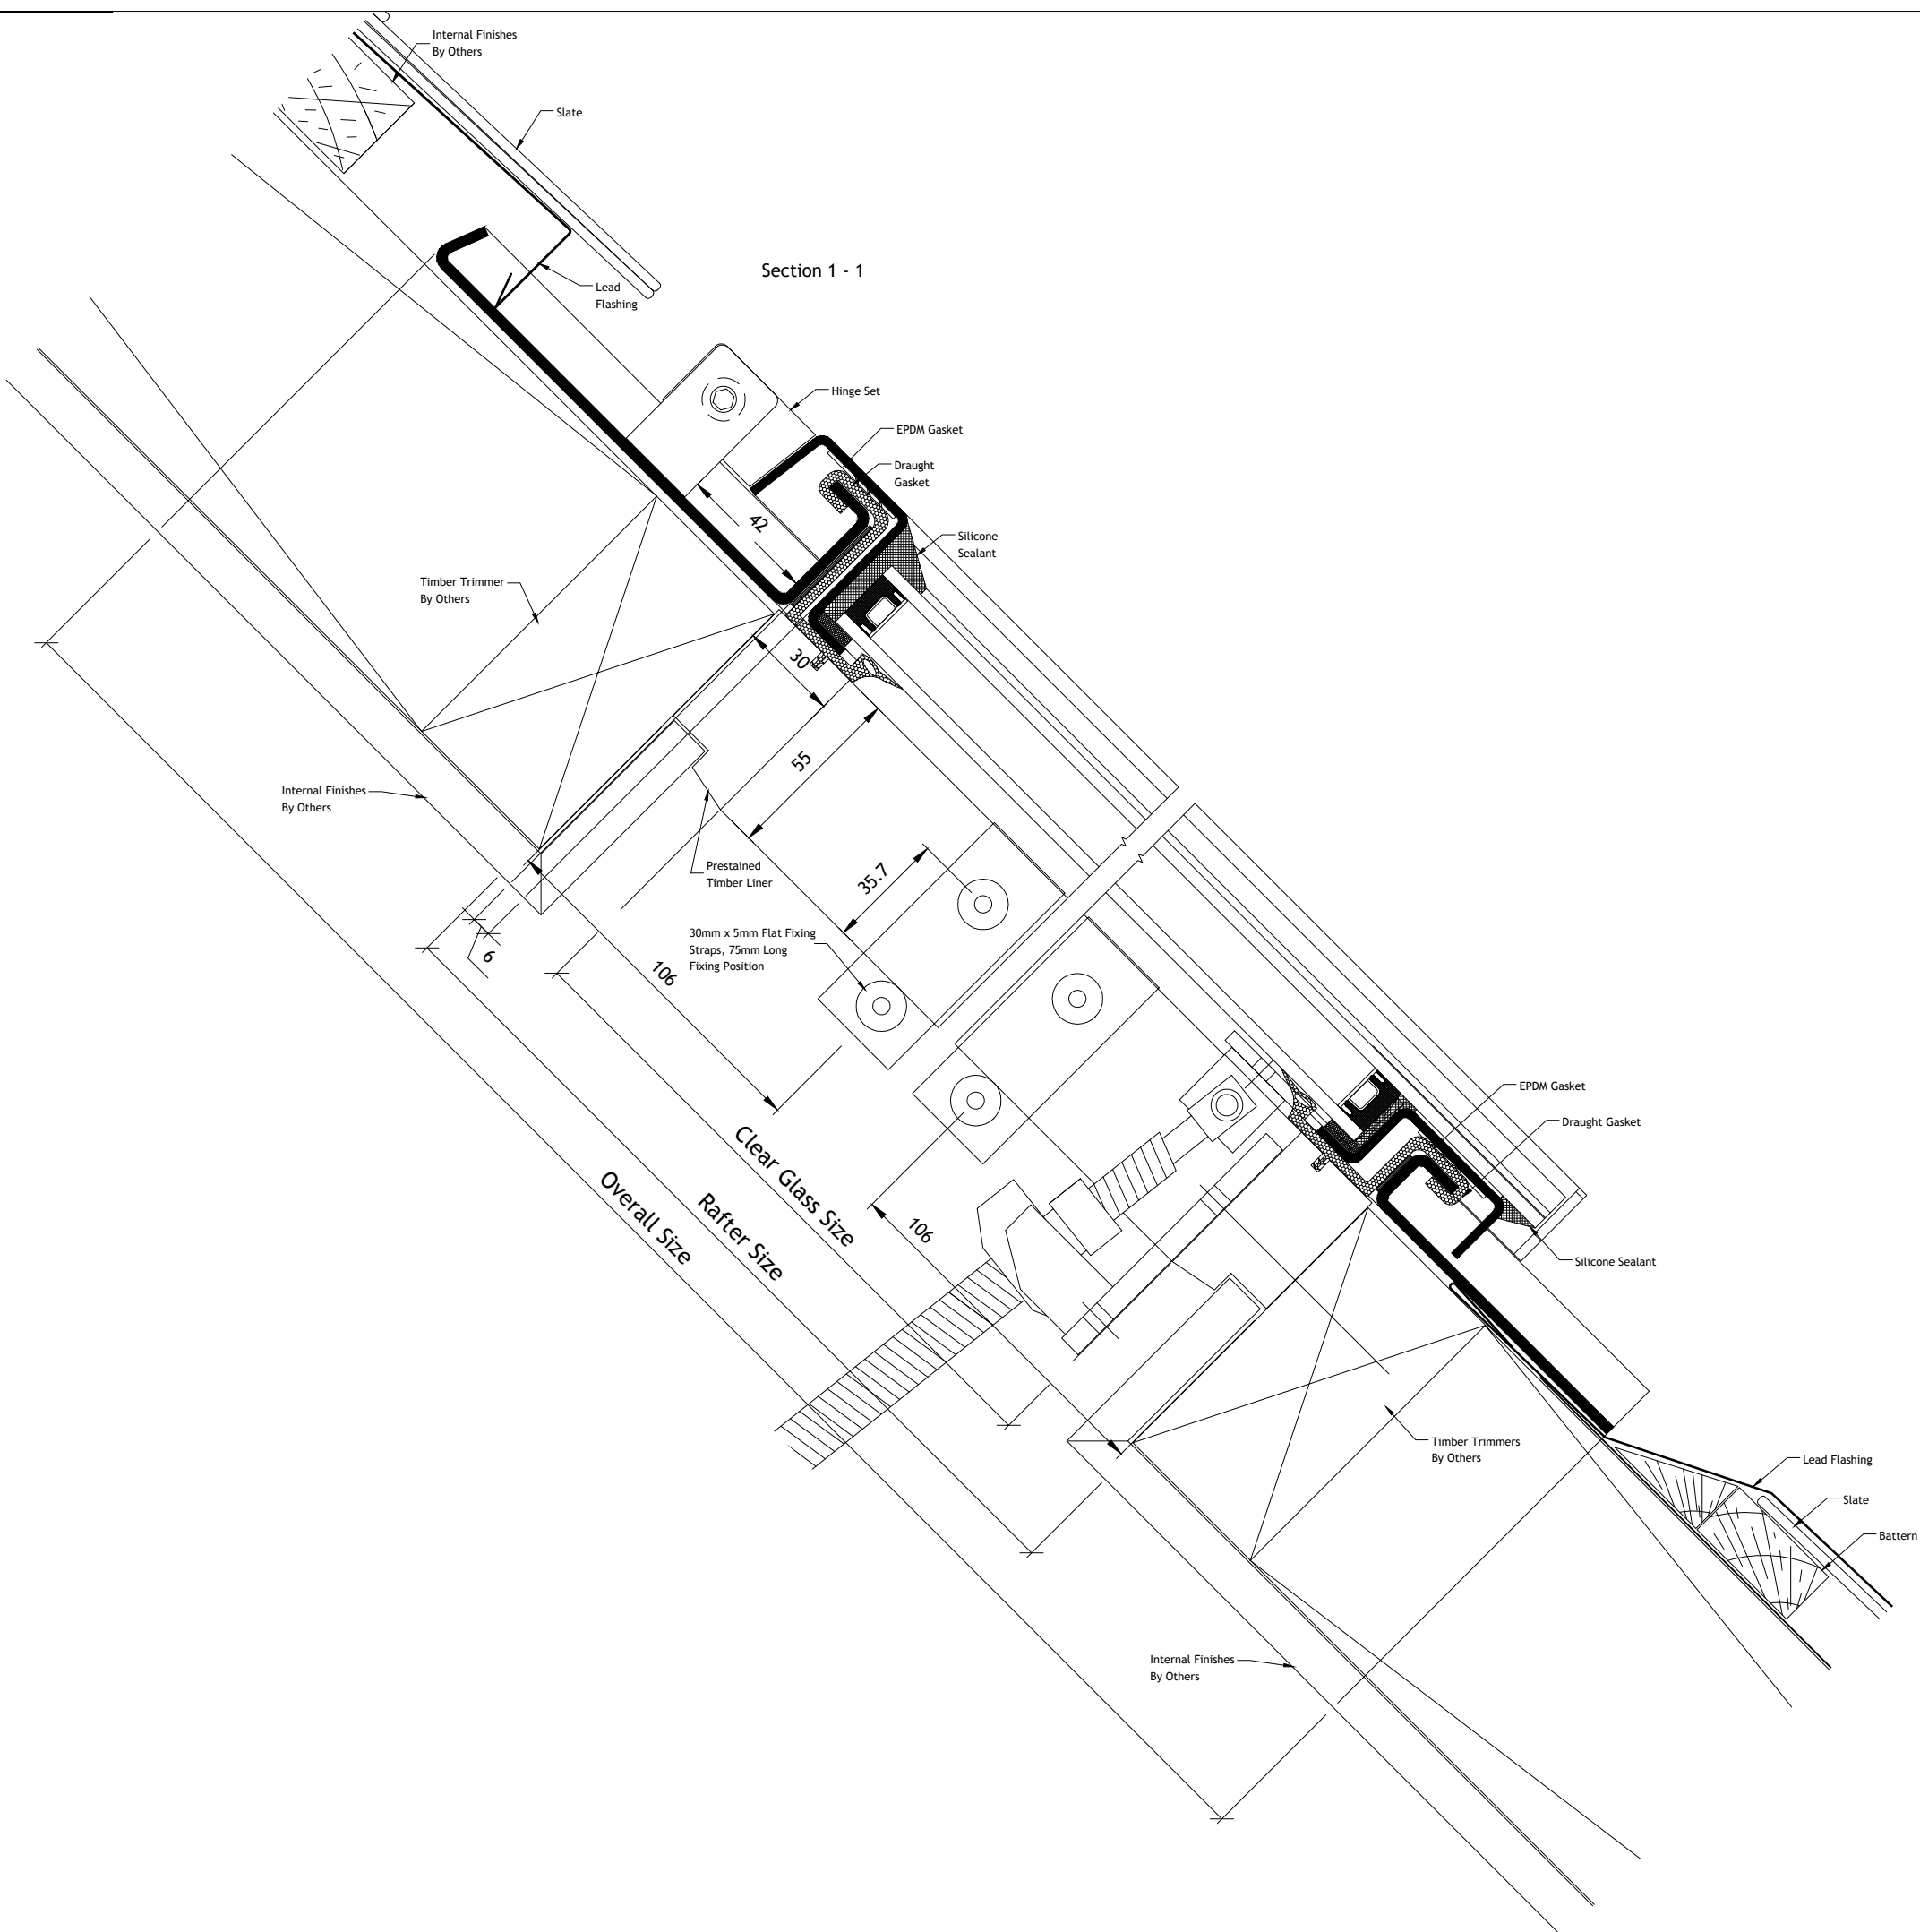 Internal Finishes
By Others
Slate
Section 1 - 1
Lead
Flashing
Hinge Set
EPDM Gasket
Draught
Gasket
42
Silicone
Sealant
Timber Trimmer
By Others
30
55
Internal Finishes
By Others
Prestained
Timber Liner
35.7
30mm x 5mm Flat Fixing
Straps, 75mm Long
Fixing Position
6
106
Clear Glass Size
Rafter Size
Overall Size
106
EPDM Gasket
Draught Gasket
Silicone Sealant
Timber Trimmers
By Others
Lead Flashing
Slate
Battern
Internal Finishes
By Others